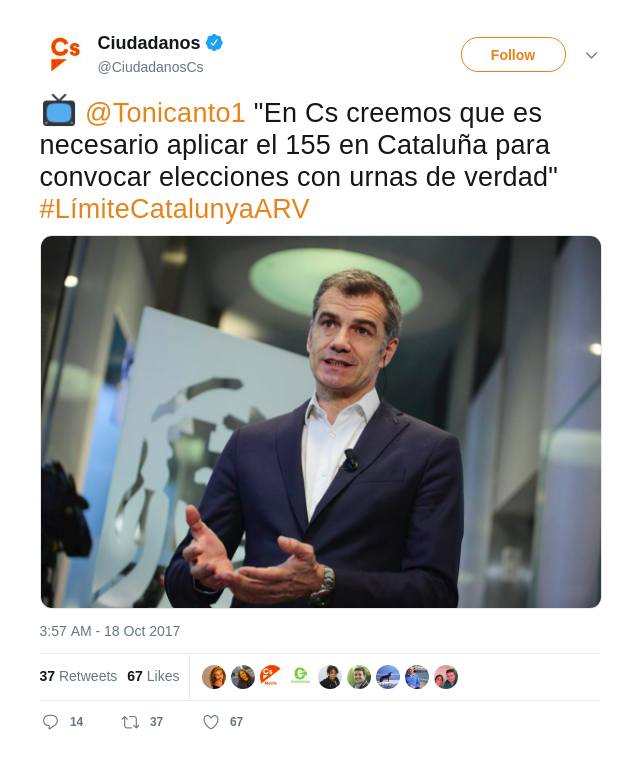 Cs
Ciudadanos
@CiudadanosCs
Follow
@Tonicanto1 "En Cs creemos que es
necesario aplicar el 155 en Cataluña para
convocar elecciones con urnas de verdad"
#LímiteCatalunyaARV
3:57 AM - 18 Oct 2017
37 Retweets 67 Likes
Cs
14 37 67